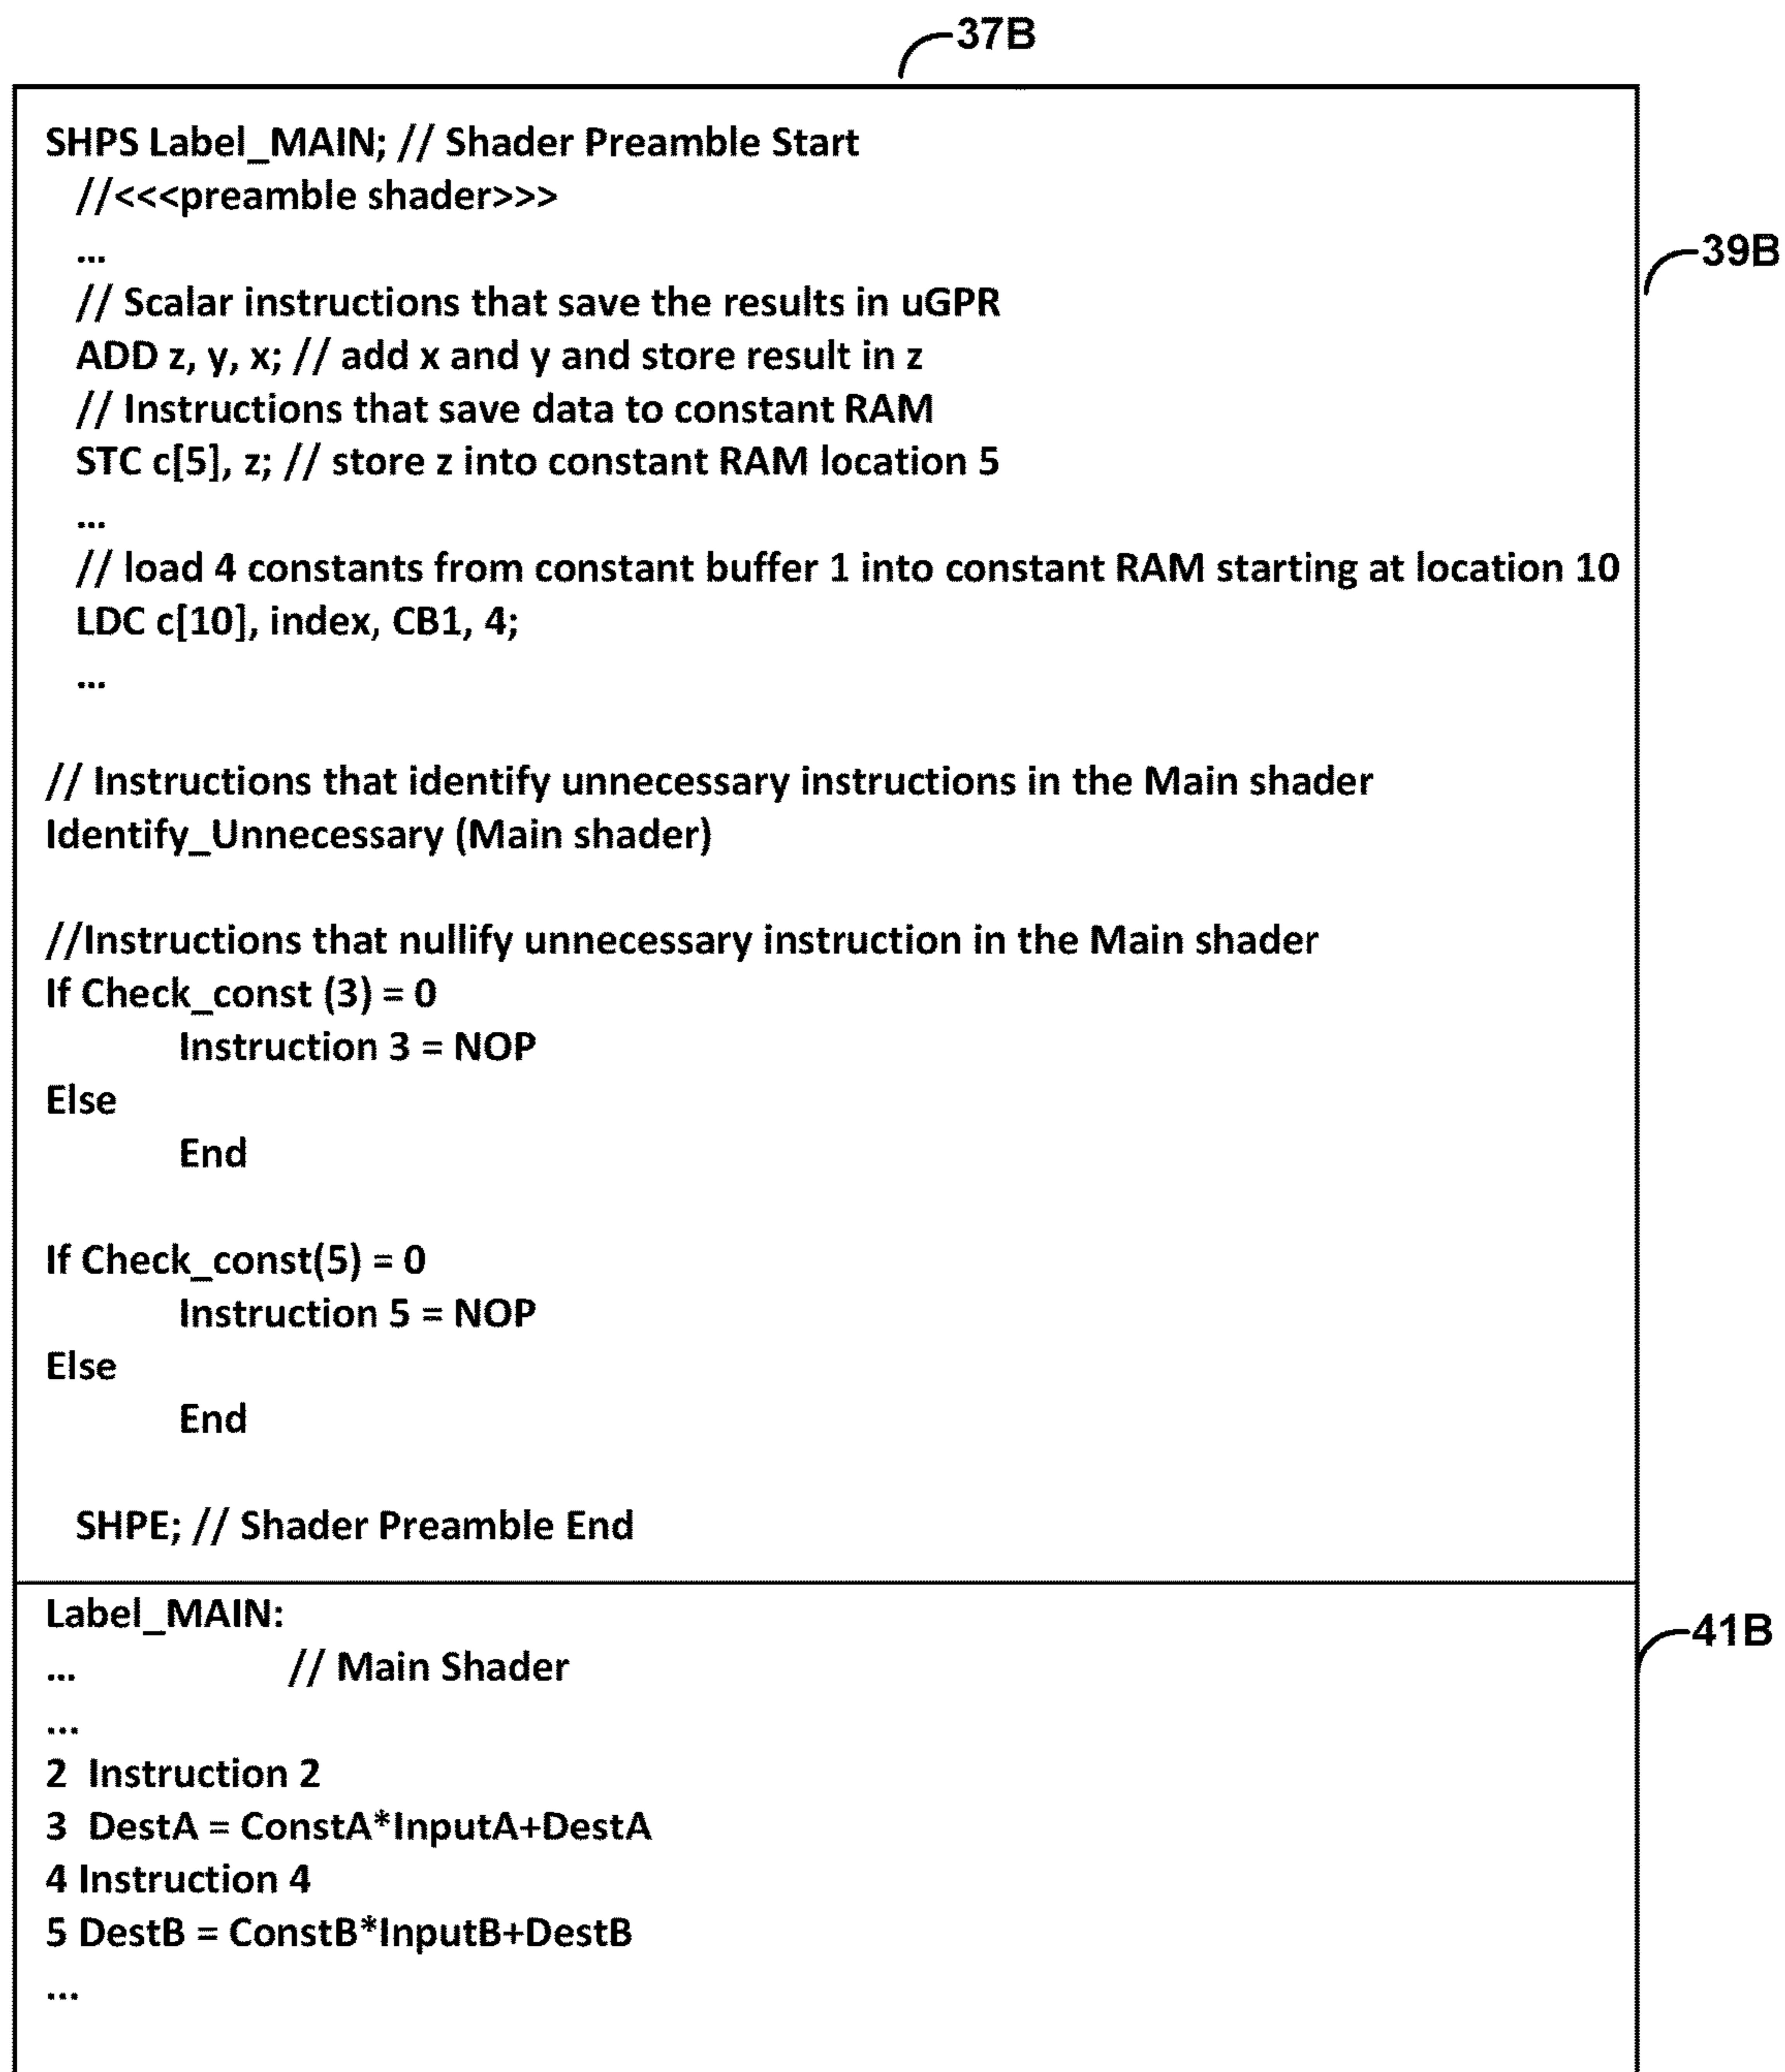 37B
SHPS Label_MAIN; // Shader Preamble Start
//<<<preamble shader>>>
...
39B
// Scalar instructions that save the results in uGPR
ADD z, y, x; // add x and y and store result in z
// Instructions that save data to constant RAM
STC c[5], z; // store z into constant RAM location 5
...
// load 4 constants from constant buffer 1 into constant RAM starting at location 10
LDC c[10], index, CB1, 4;
...
// Instructions that identify unnecessary instructions in the Main shader
Identify_Unnecessary (Main shader)
//Instructions that nullify unnecessary instruction in the Main shader
If Check_const (3) = 0
Instruction 3 = NOP
Else
End
If Check_const(5) = 0
Instruction 5 = NOP
Else
End
SHPE; // Shader Preamble End
Label_MAIN:
41B
... // Main Shader
...
2 Instruction 2
3 DestA = ConstA*InputA+DestA
4 Instruction 4
5 DestB = ConstB*InputB+DestB
...